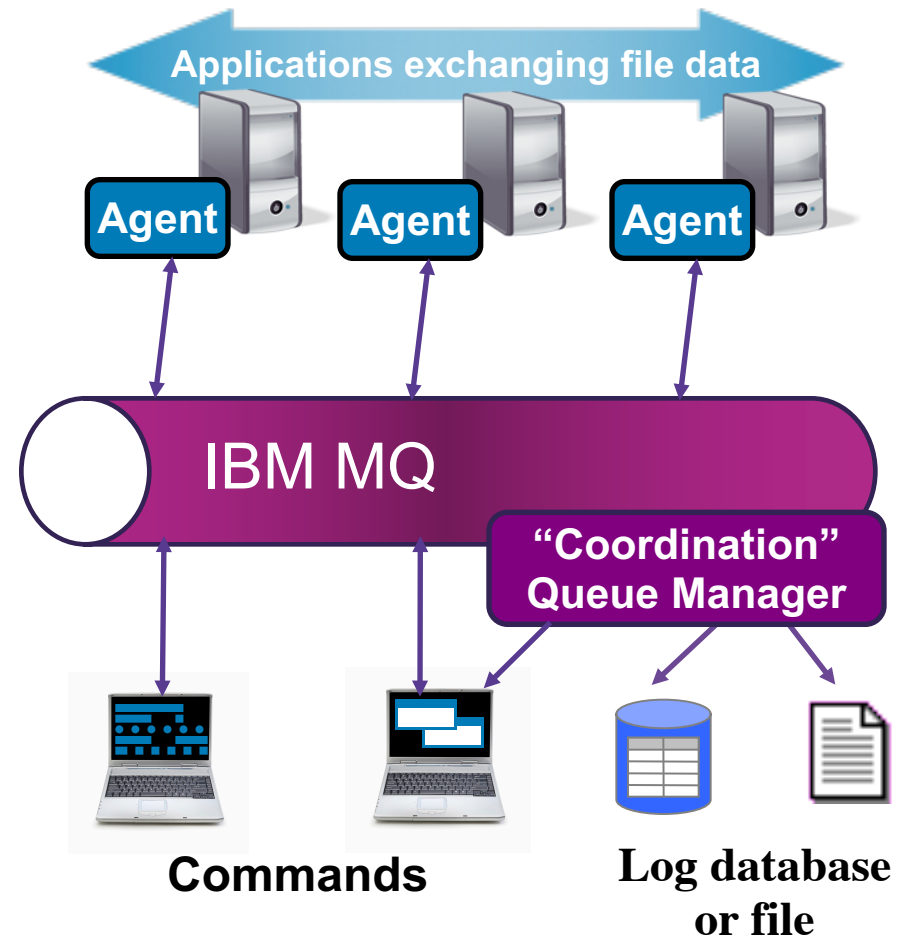 Applications exchanging file data
Agent
Agent
Agent
IBM MQ
“Coordination”
Queue Manager
Commands
Log database
or file